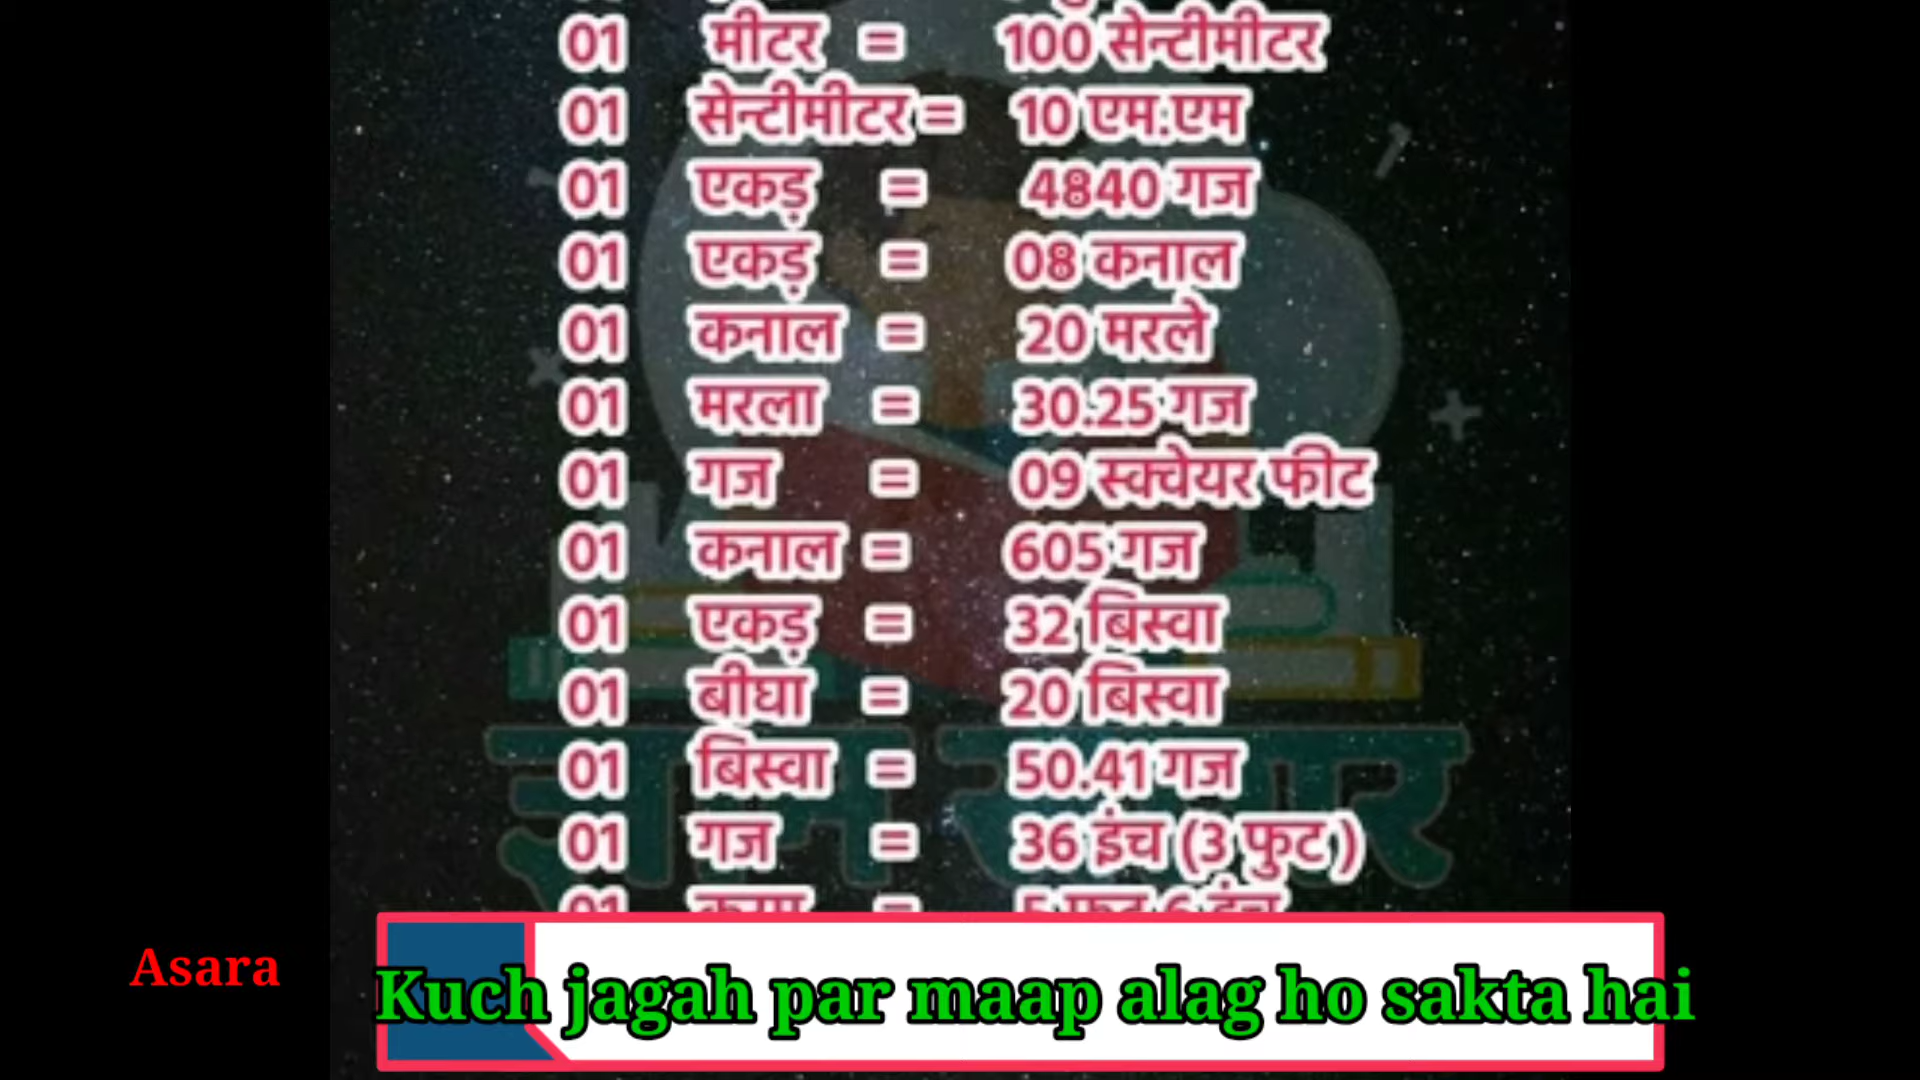 01 मीटर = 100 सेन्टीमीटर
01 सेन्टीमीटर = 10 एम:एम
01 एकड़ = 4840 गज
01 एकड़ = 08 कनाल
01 कनाल = 20 मरले
01 मरला = 30.25 गज
01 गज = 09 स्क्वेयर फीट
01 कनाल = 605 गज
01 एकड़ = 32 बिस्वा
01 बीघा = 20 बिस्वा
01 बिस्वा = 50.41 गज
01 गज = 36 इंच (3 फुट)
Asara
Kuch jagah par maap alag ho sakta hai